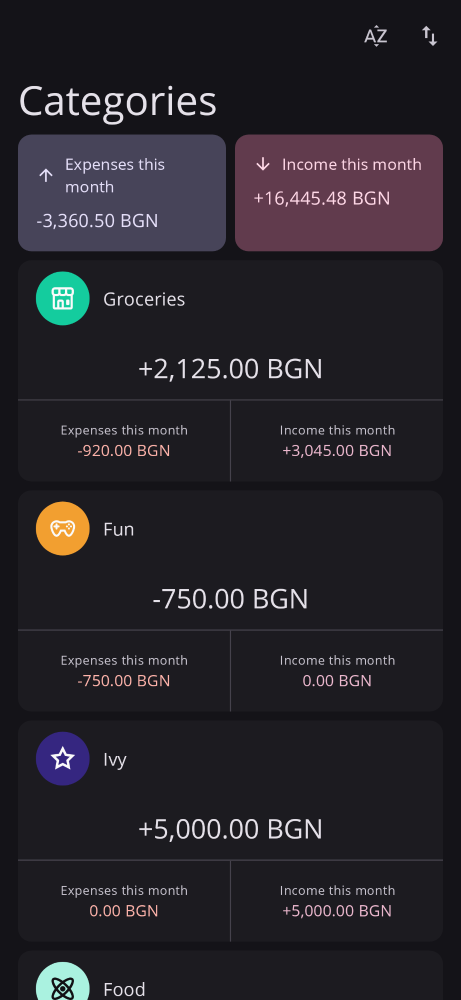 AZ
Categories
Expenses this
month
-3,360.50 BGN
Income this month
+16,445.48 BGN
Groceries
+2,125.00 BGN
Expenses this month
-920.00 BGN
Income this month
+3,045.00 BGN
Fun
-750.00 BGN
Expenses this month
-750.00 BGN
Income this month
0.00 BGN
Ivy
+5,000.00 BGN
Expenses this month
0.00 BGN
Income this month
+5,000.00 BGN
Food